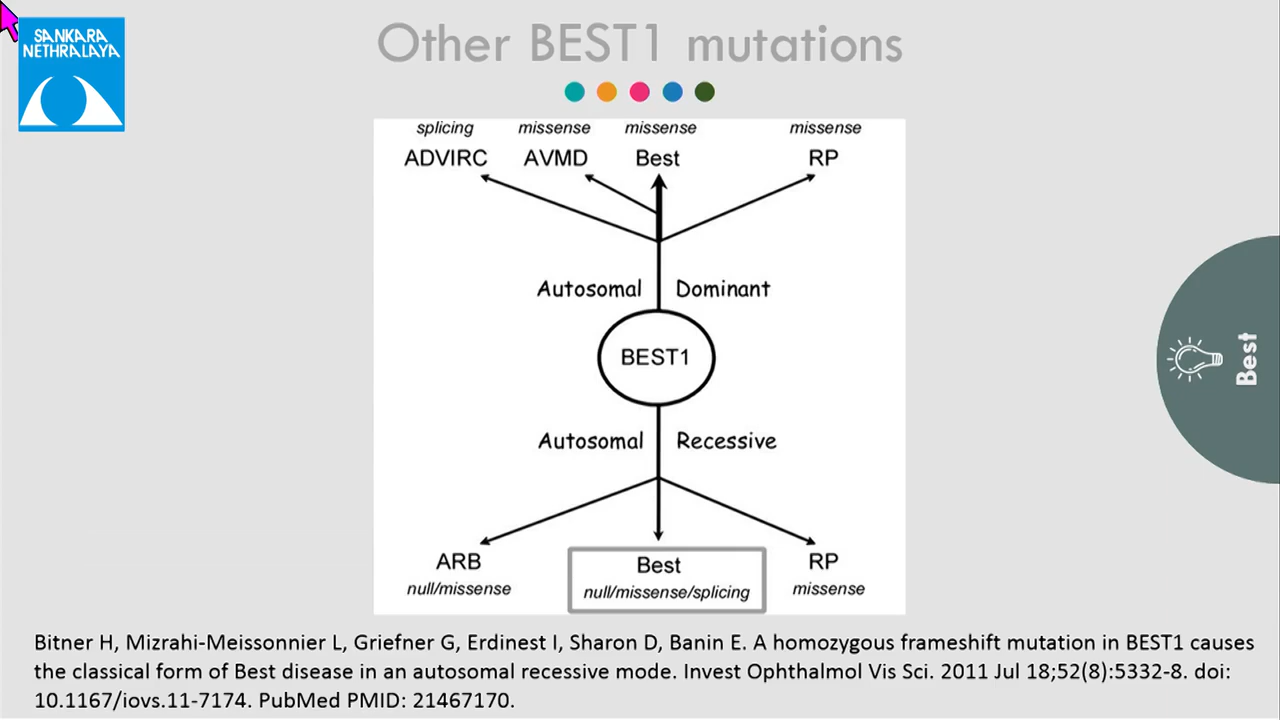 SANKARA
NETHRALAYA
Other BEST1 mutations
splicing missense missense missense
ADVIRC AVMD Best RP
Autosomal Dominant
BEST1
Best
Autosomal Recessive
ARB Best RP
null/missense null/missense/splicing missense
Bitner H, Mizrahi-Meissonnier L, Griefner G, Erdinest I, Sharon D, Banin E. A homozygous frameshift mutation in BEST1 causes
the classical form of Best disease in an autosomal recessive mode. Invest Ophthalmol Vis Sci. 2011 Jul 18;52(8):5332-8. doi:
10.1167/iovs.11-7174. PubMed PMID: 21467170.